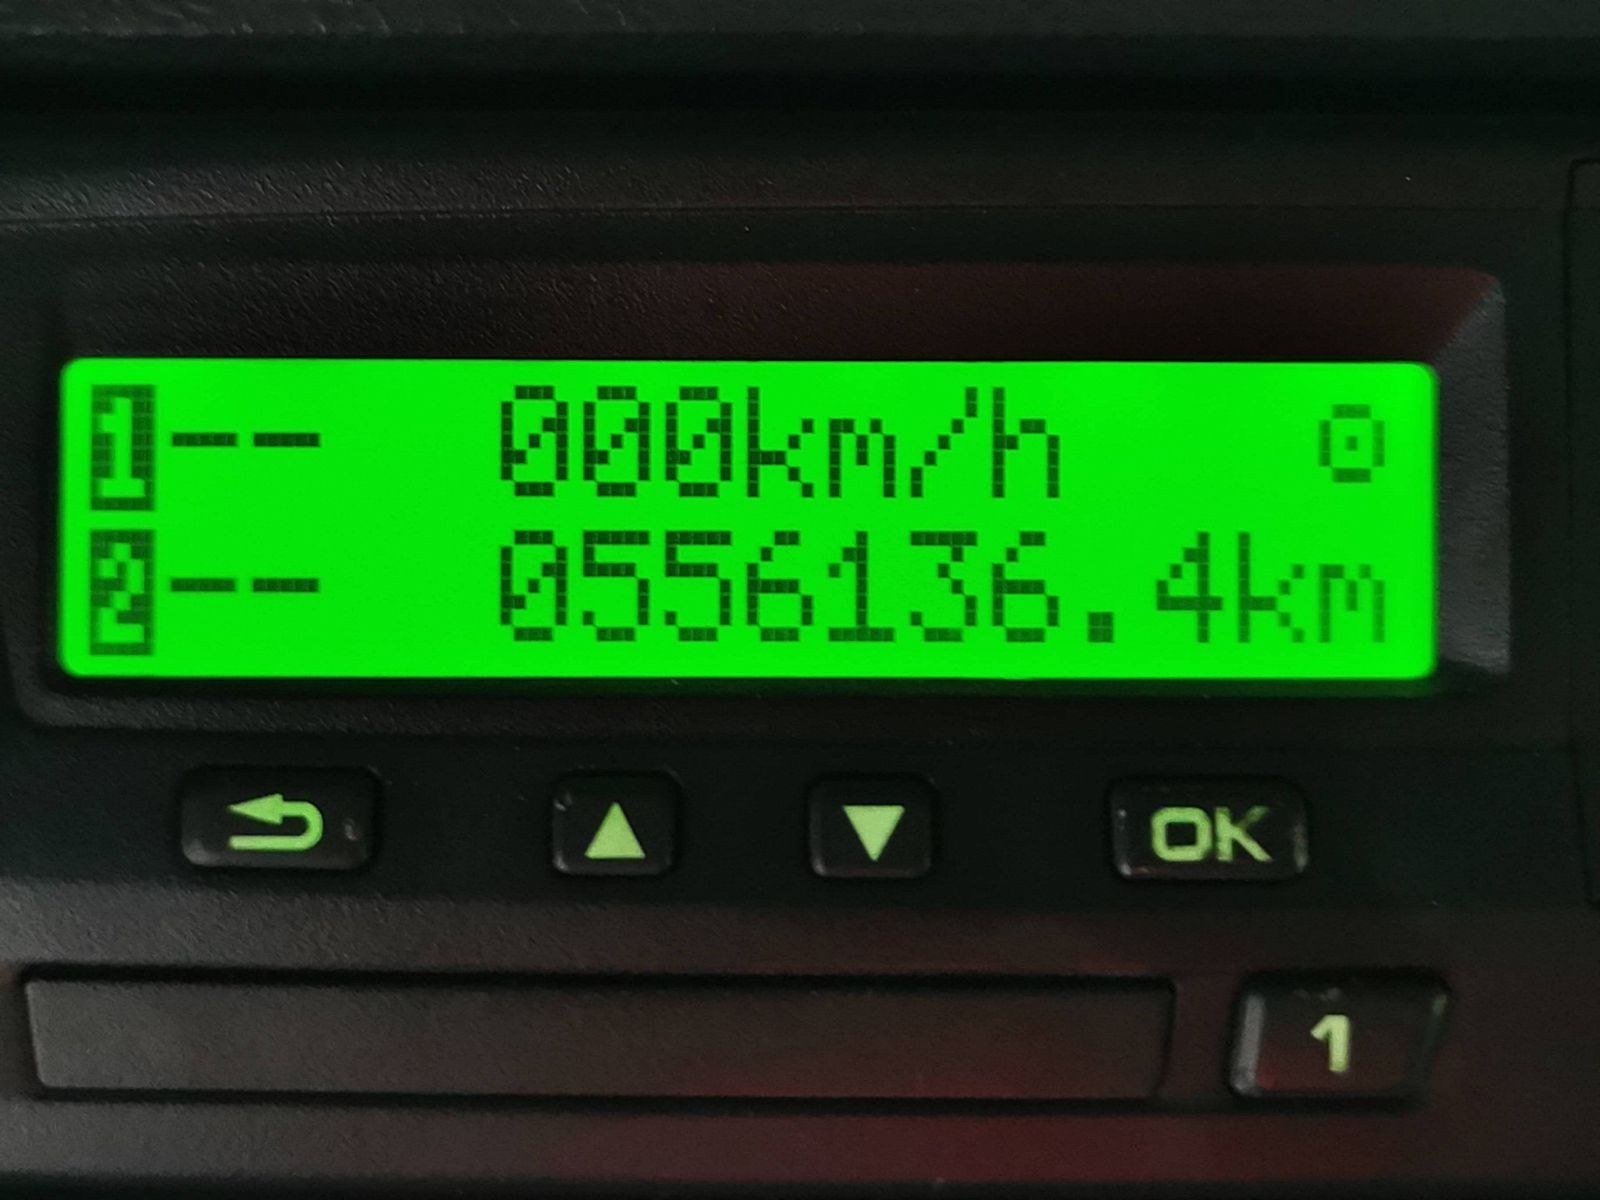 1-- 000km/h ⊙
2-- 0556136.4km
OK
1